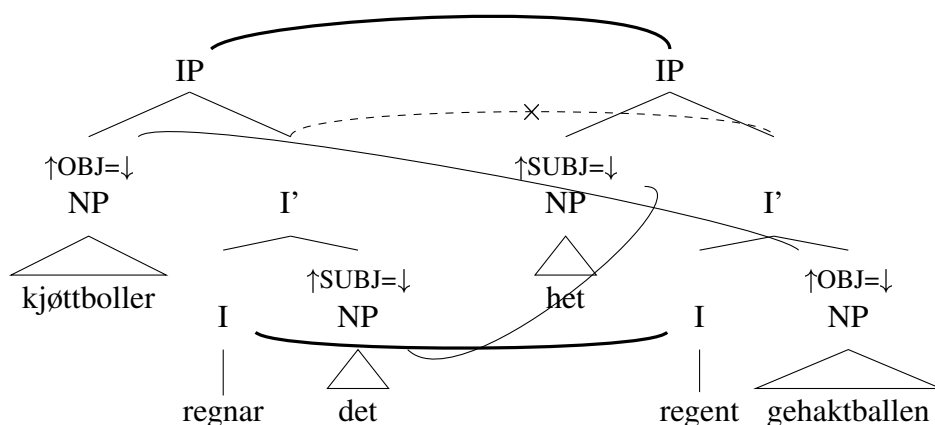 IP IP
↑OBJ=↓ ↑SUBJ=↓
NP I' NP I'
kjøttboller ↑SUBJ=↓ het ↑OBJ=↓
I NP I NP
regnar det regent gehaktballen